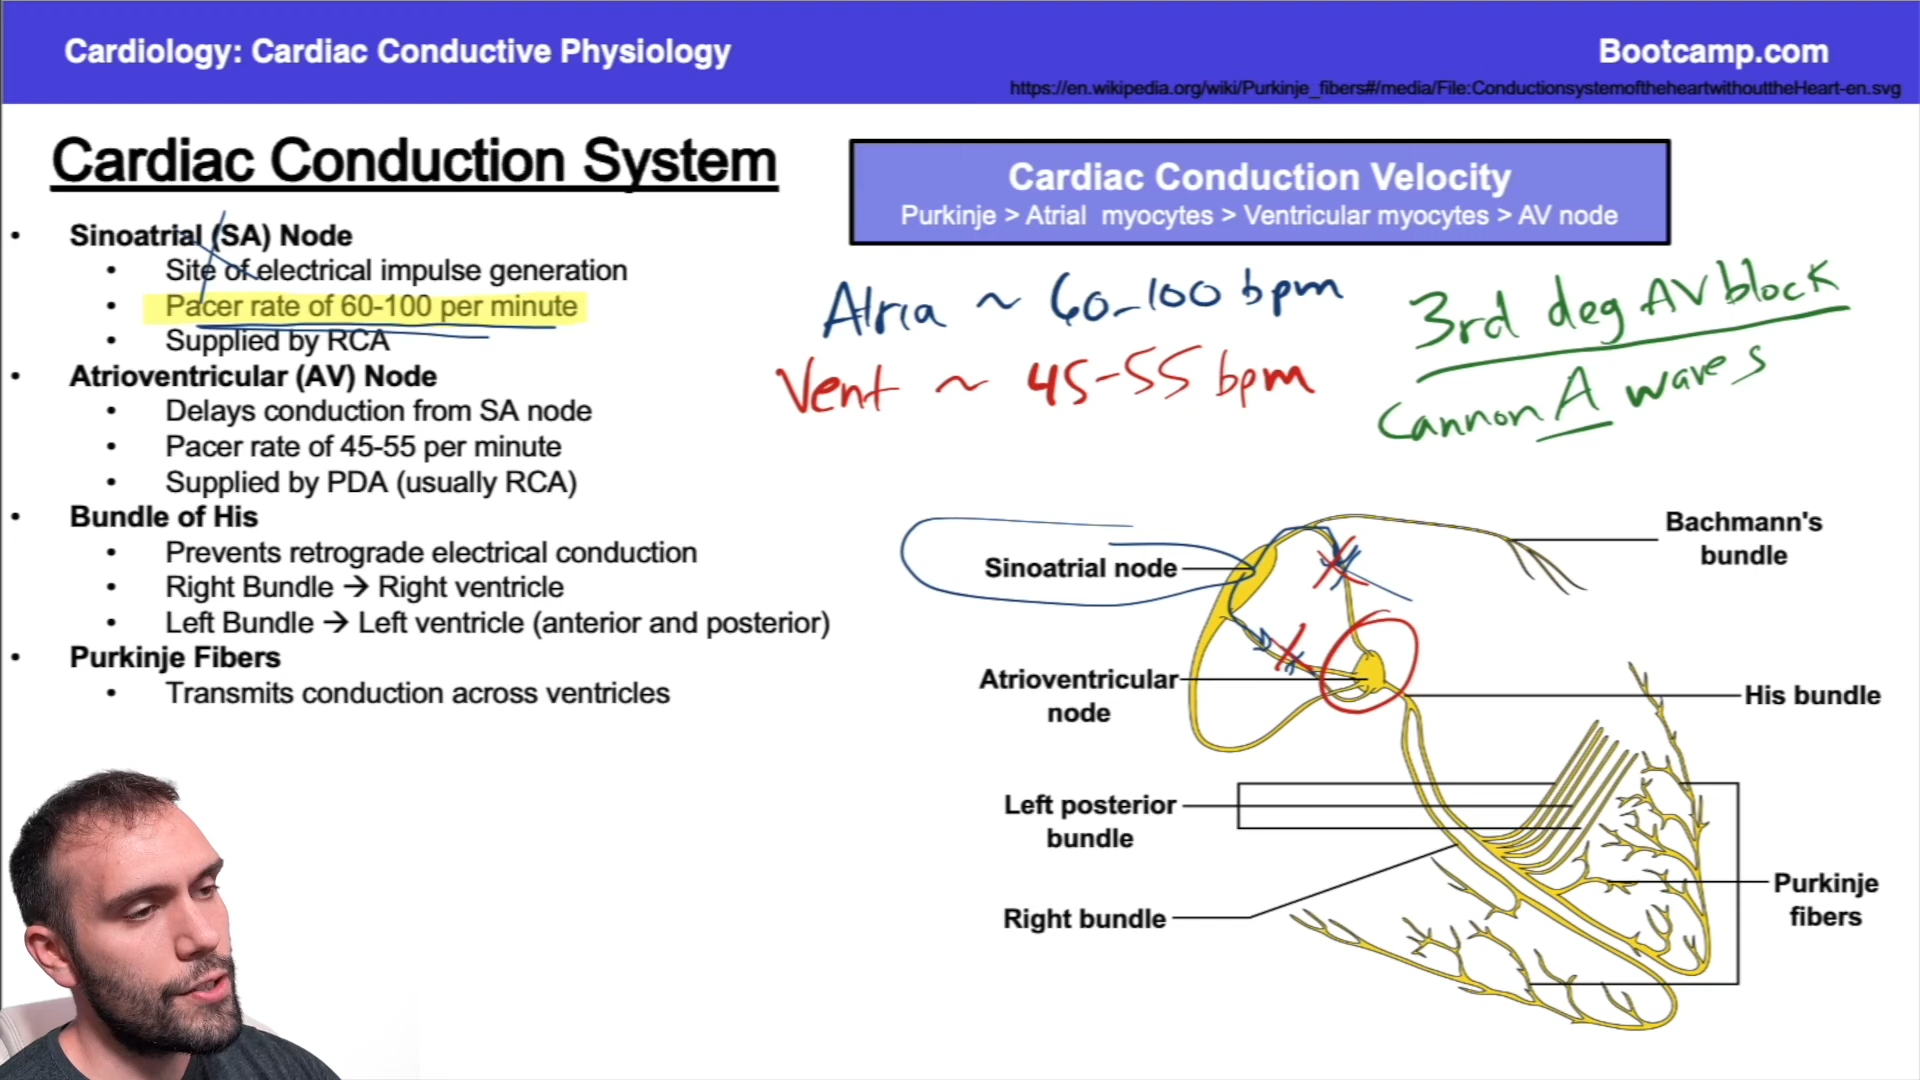 Cardiology: Cardiac Conductive Physiology
Bootcamp.com
https://en.wikipedia.org/wiki/Purkinje_fibers#/media/File:ConductionsystemoftheheartwithouttheHeart-en.svg
Cardiac Conduction System
• Sinoatrial (SA) Node
• Site of electrical impulse generation
• Pacer rate of 60-100 per minute
• Supplied by RCA
• Atrioventricular (AV) Node
• Delays conduction from SA node
• Pacer rate of 45-55 per minute
• Supplied by PDA (usually RCA)
• Bundle of His
• Prevents retrograde electrical conduction
• Right Bundle → Right ventricle
• Left Bundle → Left ventricle (anterior and posterior)
• Purkinje Fibers
• Transmits conduction across ventricles
Cardiac Conduction Velocity
Purkinje > Atrial myocytes > Ventricular myocytes > AV node
Atria ~ 60-100 bpm
Vent ~ 45-55 bpm
3rd deg AV block
Cannon A waves
Bachmann's
bundle
Sinoatrial node
Atrioventricular
node
His bundle
Left posterior
bundle
Right bundle
Purkinje
fibers